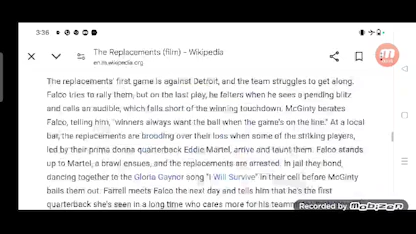 3:36
The Replacements (film) - Wikipedia
en.m.wikipedia.org
The replacements' first game is against Detroit, and the team struggles to get along.
Falco tries to rally them, but on the last play, he falters when he sees a pending blitz
and calls an audible, which falls short of the winning touchdown. McGinty berates
Falco, telling him, "winners always want the ball when the game's on the line." At a local
bar, the replacements are brooding over their loss when some of the striking players,
led by their prima donna quarterback Eddie Martel, arrive and taunt them. Falco stands
up to Martel, a brawl ensues, and the replacements are arrested. In jail they bond,
dancing together to the Gloria Gaynor song "I Will Survive" in their cell before McGinty
bails them out. Farrell meets Falco the next day and tells him that he's the first
quarterback she's seen in a long time who cares more for his team
Recorded by
mobizen